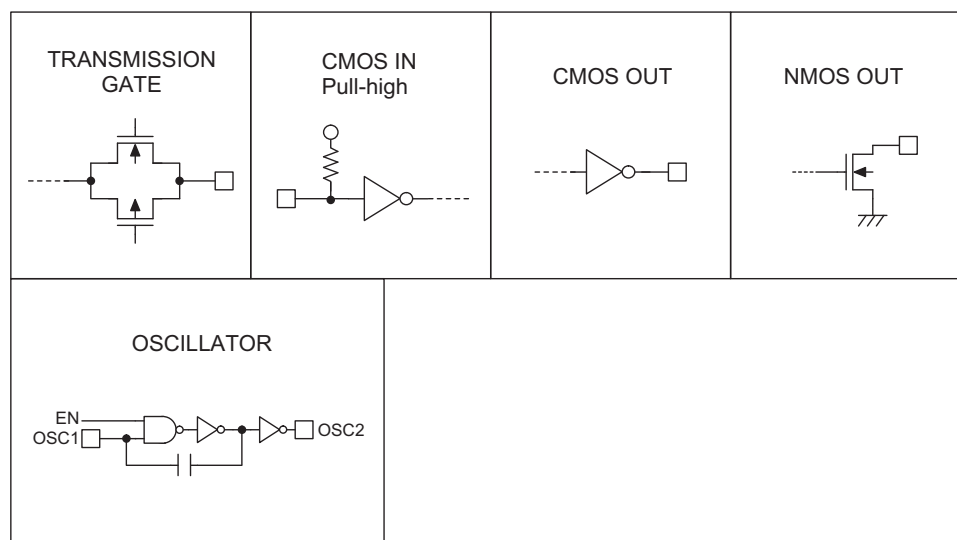 TRANSMISSION
GATE
CMOS IN
Pull-high
CMOS OUT
NMOS OUT
OSCILLATOR
EN
OSC1
OSC2